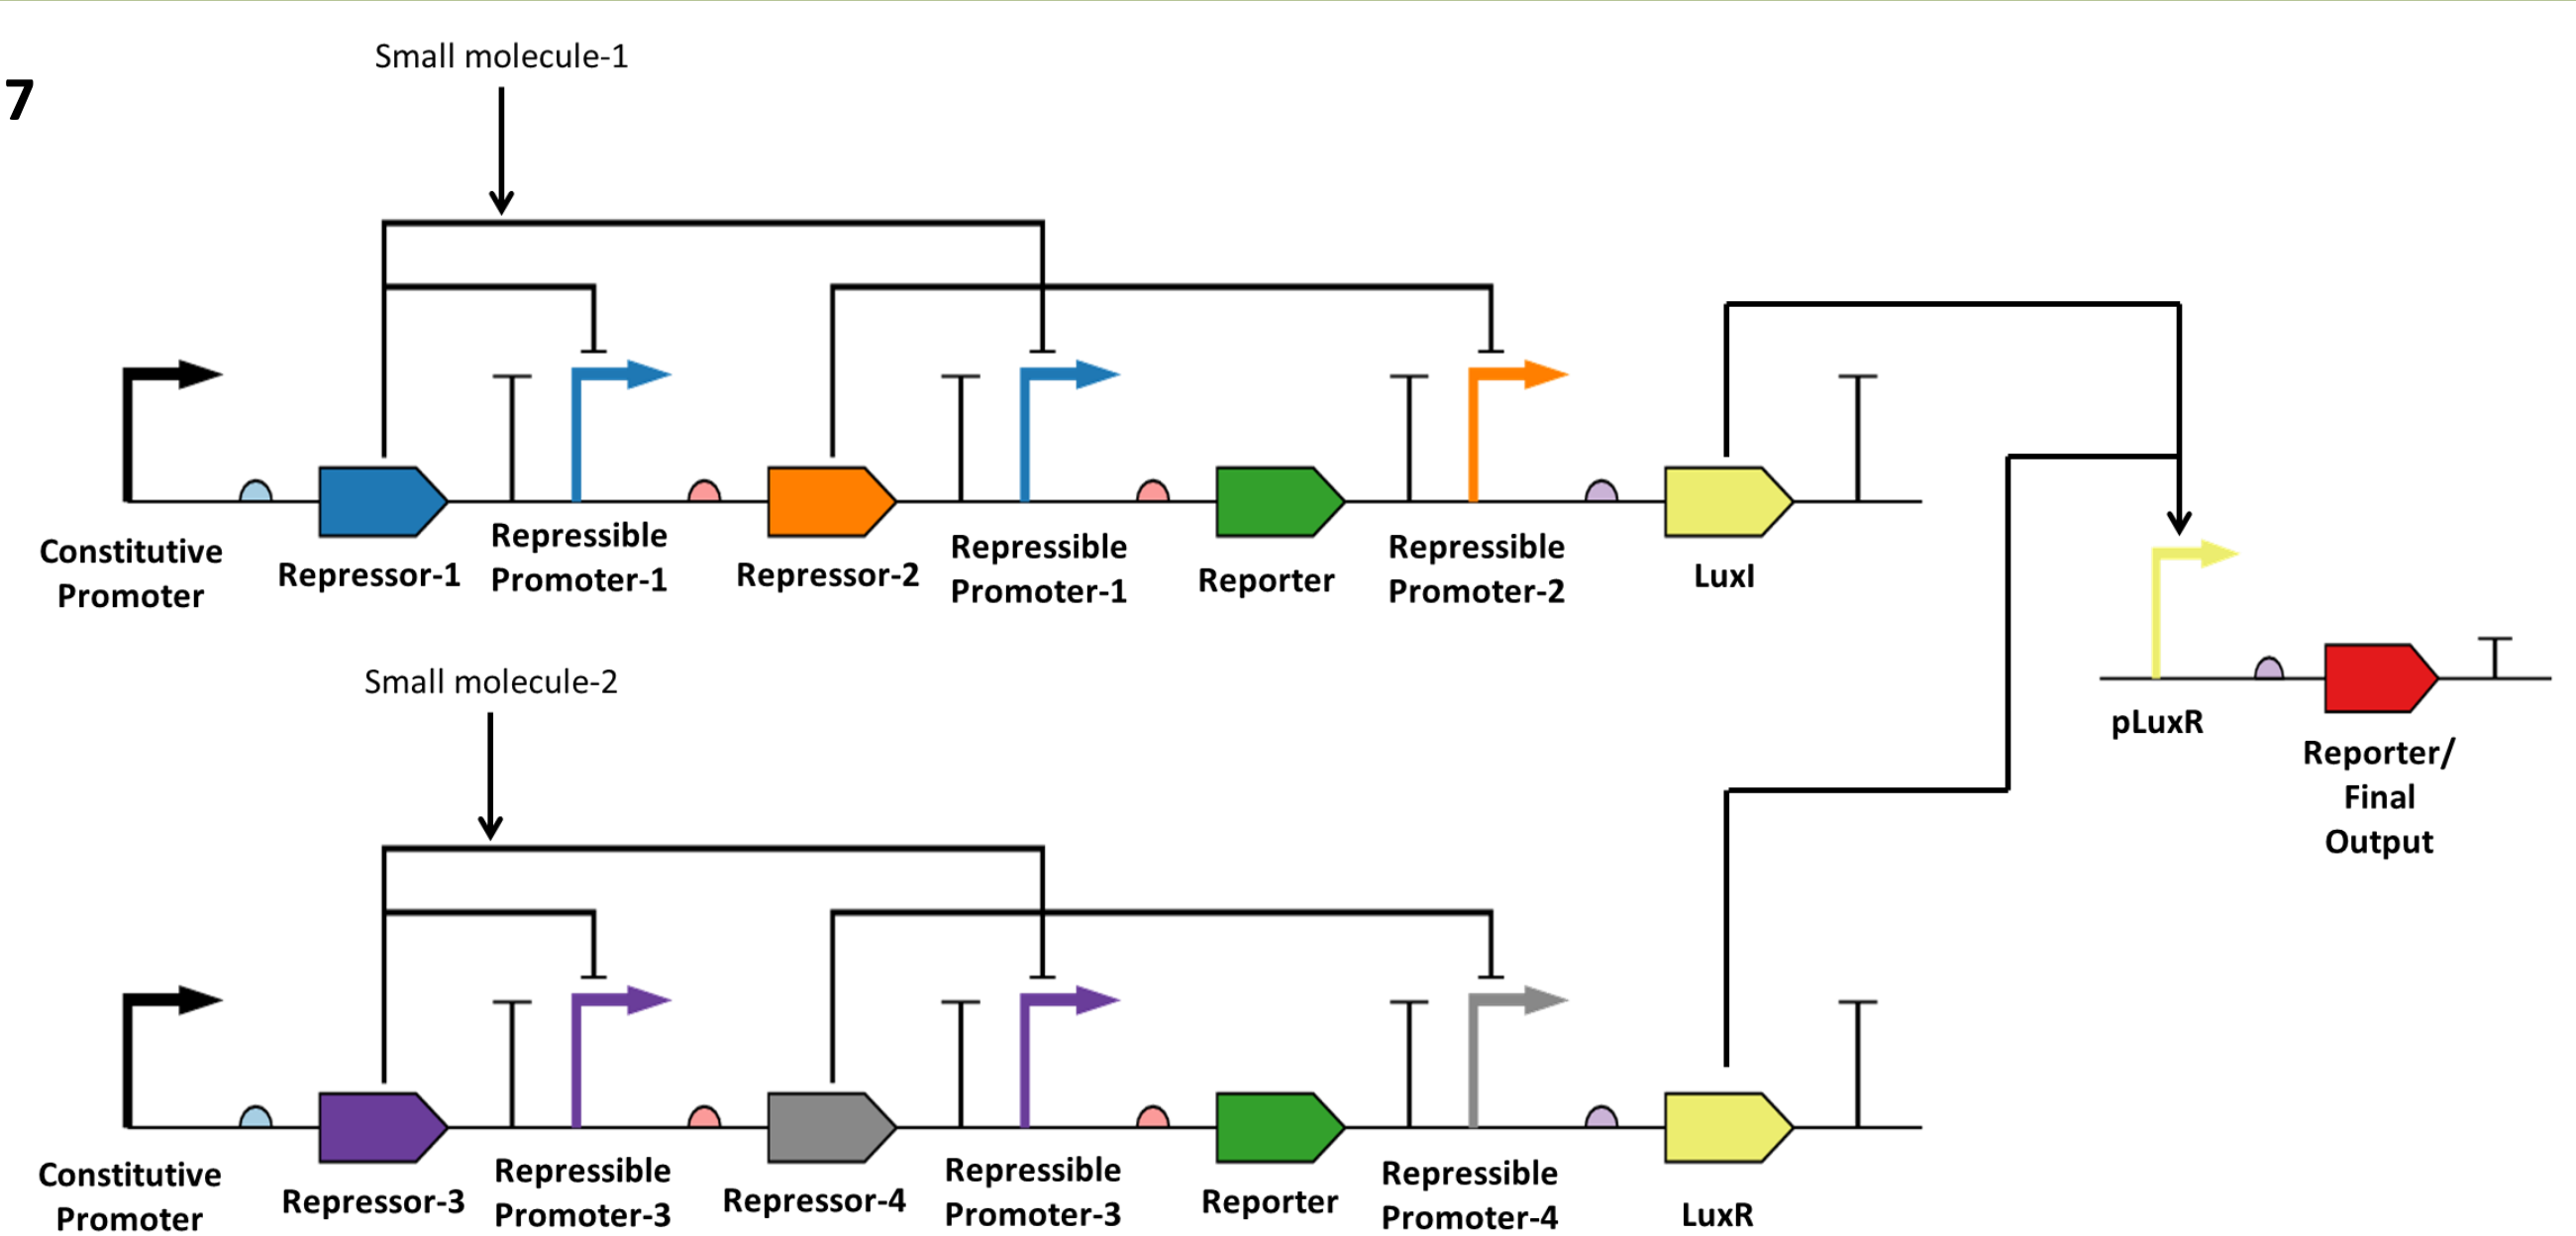 Small molecule-1
7
Constitutive
Promoter
Repressor-1
Repressible
Promoter-1
Repressor-2
Repressible
Promoter-1
Reporter
Repressible
Promoter-2
LuxI
pLuxR
Reporter/
Final
Output
Small molecule-2
Constitutive
Promoter
Repressor-3
Repressible
Promoter-3
Repressor-4
Repressible
Promoter-3
Reporter
Repressible
Promoter-4
LuxR